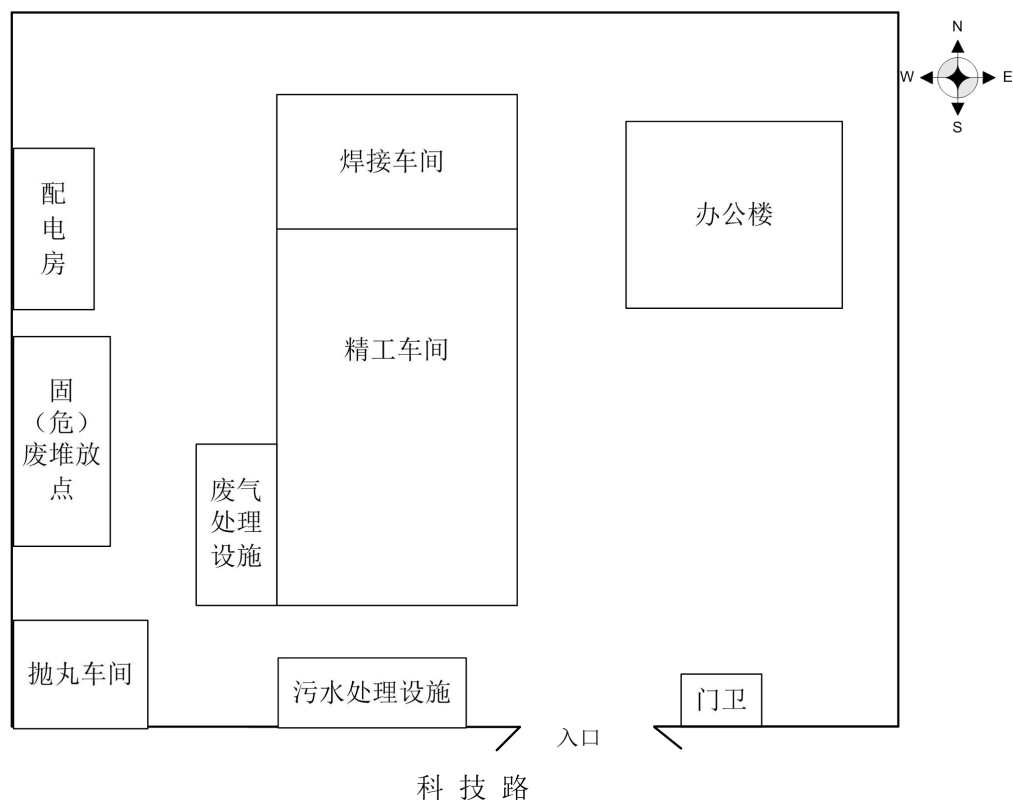 N
W
E
S
焊接车间
办公楼
配
电
房
精工车间
固
（危）
废堆放
点
废气
处理
设施
抛丸车间
污水处理设施
门卫
入口
科 技 路